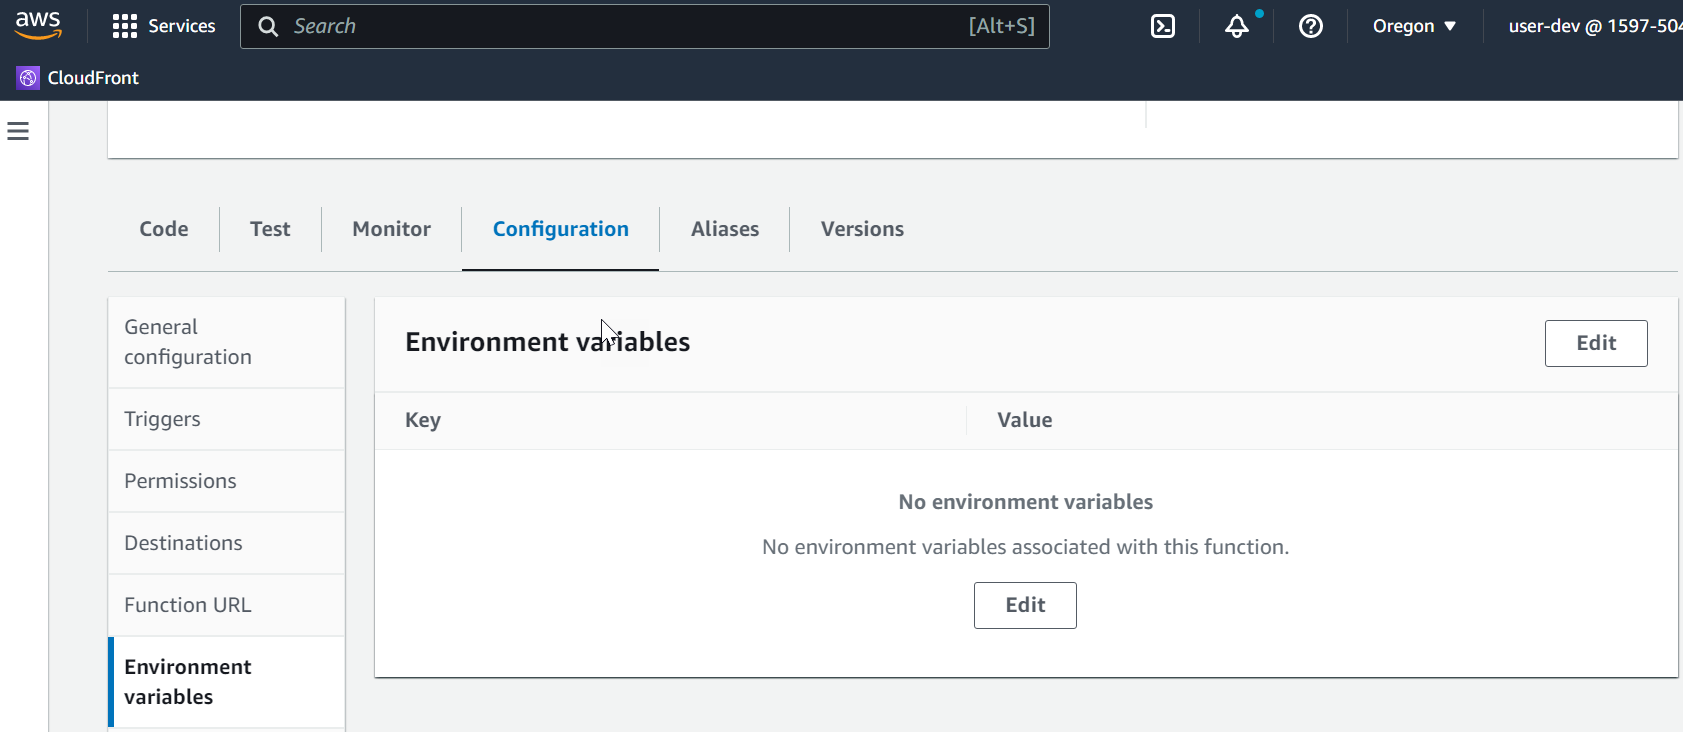 aws
Services
Search
[Alt+S]
Oregon
user-dev @ 1597-504
CloudFront
Code
Test
Monitor
Configuration
Aliases
Versions
General
configuration
Triggers
Permissions
Destinations
Function URL
Environment
variables
Environment variables
Edit
Key
Value
No environment variables
No environment variables associated with this function.
Edit